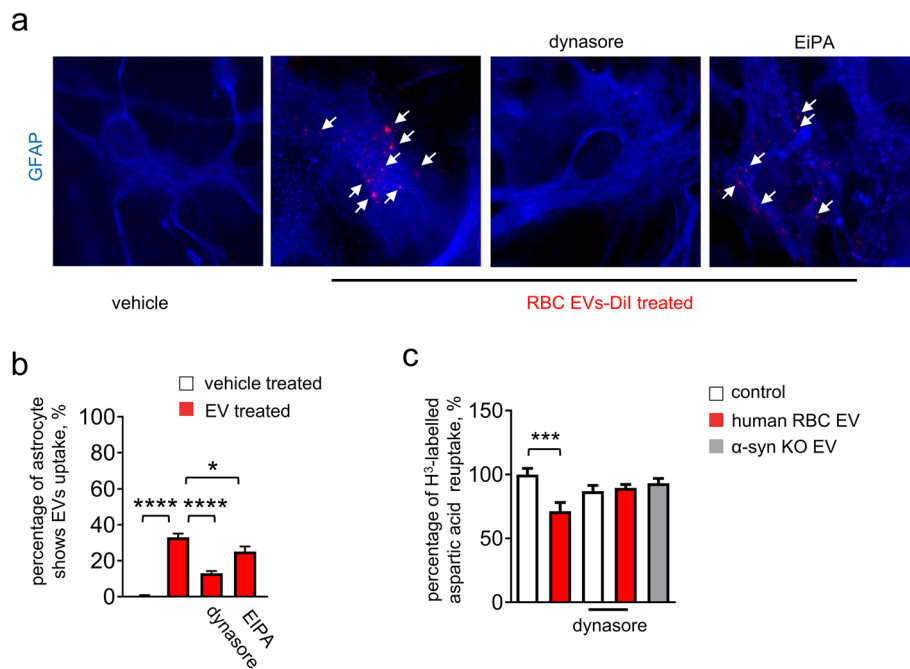 a
dynasore
EiPA
GFAP
vehicle
RBC EVs-DiI treated
b
vehicle treated
EV treated
percentage of astrocyte
shows EVs uptake, %
100
80
60
40
20
0
****
****
*
dynasore
EIPA
c
control
human RBC EV
α-syn KO EV
percentage of H³-labelled
aspartic acid reuptake, %
150
100
50
0
***
dynasore